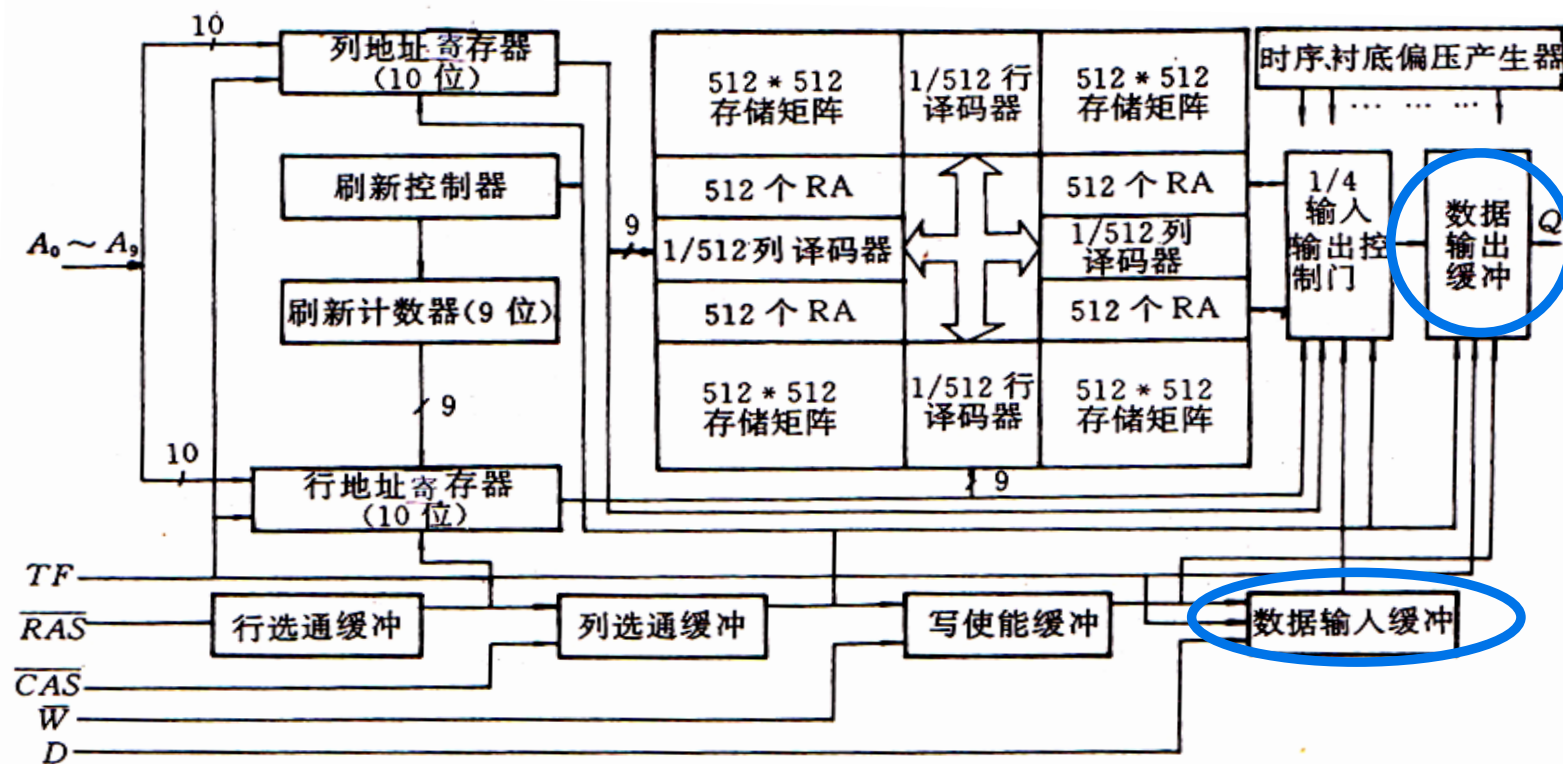 10
列地址寄存器
(10 位)
512 * 512
存储矩阵
1/512 行
译码器
512 * 512
存储矩阵
时序、衬底偏压产生器
… … …
刷新控制器
512 个 RA
512 个 RA
1/4
输入
输出控
制门
数据
输出
缓冲
Q
A₀～A₉
9
1/512 列 译码器
1/512 列
译码器
刷新计数器(9 位)
512 个 RA
512 个 RA
9
512 * 512
存储矩阵
1/512 行
译码器
512 * 512
存储矩阵
10
行地址寄存器
(10 位)
9
TF
R̅A̅S̅
行选通缓冲
列选通缓冲
写使能缓冲
数据输人缓冲
C̅A̅S̅
W̅
D